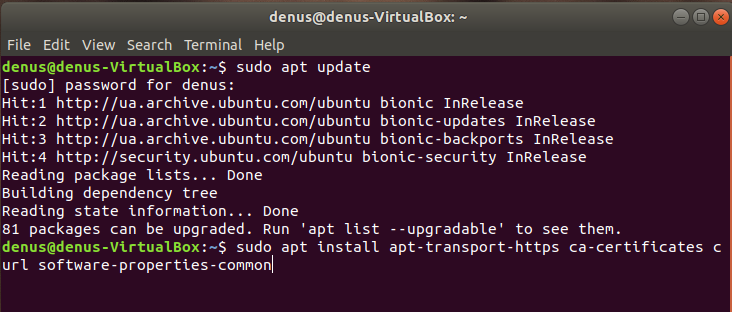 denus@denus-VirtualBox: ~
File Edit View Search Terminal Help
denus@denus-VirtualBox:~$ sudo apt update
[sudo] password for denus:
Hit:1 http://ua.archive.ubuntu.com/ubuntu bionic InRelease
Hit:2 http://ua.archive.ubuntu.com/ubuntu bionic-updates InRelease
Hit:3 http://ua.archive.ubuntu.com/ubuntu bionic-backports InRelease
Hit:4 http://security.ubuntu.com/ubuntu bionic-security InRelease
Reading package lists... Done
Building dependency tree
Reading state information... Done
81 packages can be upgraded. Run 'apt list --upgradable' to see them.
denus@denus-VirtualBox:~$ sudo apt install apt-transport-https ca-certificates c
url software-properties-common